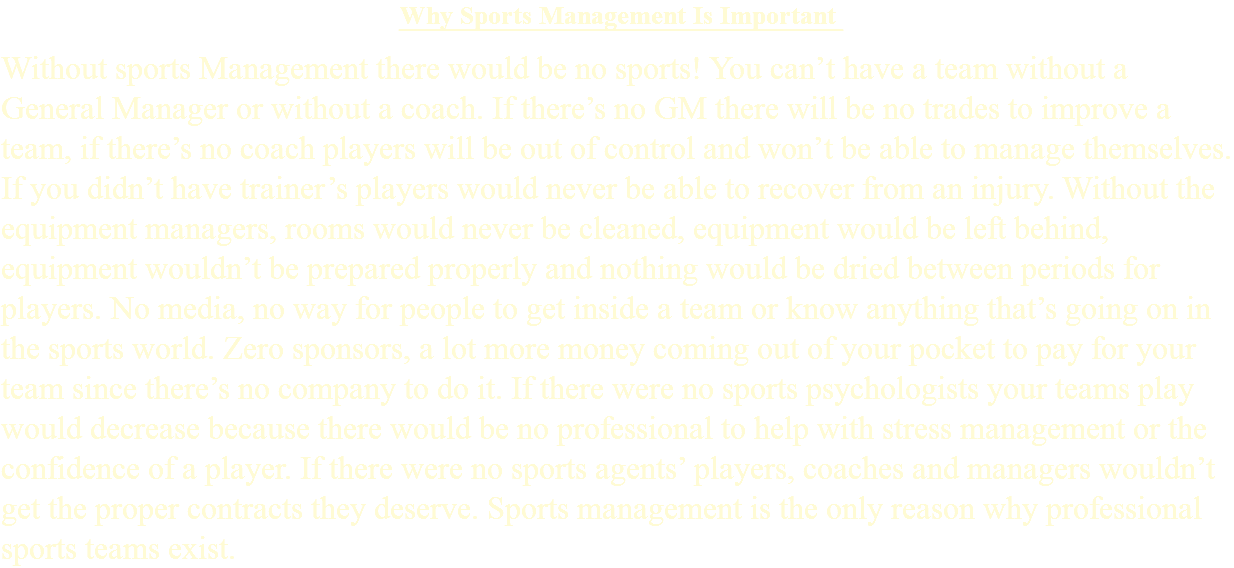 Why Sports Management Is Important
Without sports Management there would be no sports! You can’t have a team without a
General Manager or without a coach. If there’s no GM there will be no trades to improve a
team, if there’s no coach players will be out of control and won’t be able to manage themselves.
If you didn’t have trainer’s players would never be able to recover from an injury. Without the
equipment managers, rooms would never be cleaned, equipment would be left behind,
equipment wouldn’t be prepared properly and nothing would be dried between periods for
players. No media, no way for people to get inside a team or know anything that’s going on in
the sports world. Zero sponsors, a lot more money coming out of your pocket to pay for your
team since there’s no company to do it. If there were no sports psychologists your teams play
would decrease because there would be no professional to help with stress management or the
confidence of a player. If there were no sports agents’ players, coaches and managers wouldn’t
get the proper contracts they deserve. Sports management is the only reason why professional
sports teams exist.